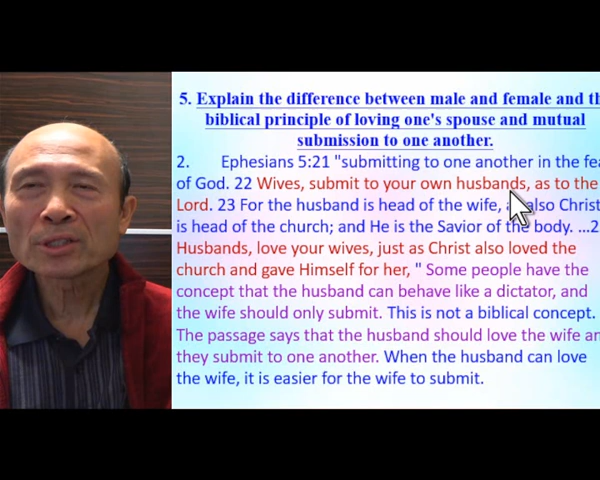 5. Explain the difference between male and female and th
biblical principle of loving one's spouse and mutual
submission to one another.
2. Ephesians 5:21 "submitting to one another in the fea
of God. 22 Wives, submit to your own husbands, as to the
Lord. 23 For the husband is head of the wife, also Christ
is head of the church; and He is the Savior of the body. ...2
Husbands, love your wives, just as Christ also loved the
church and gave Himself for her, " Some people have the
concept that the husband can behave like a dictator, and
the wife should only submit. This is not a biblical concept.
The passage says that the husband should love the wife an
they submit to one another. When the husband can love
the wife, it is easier for the wife to submit.